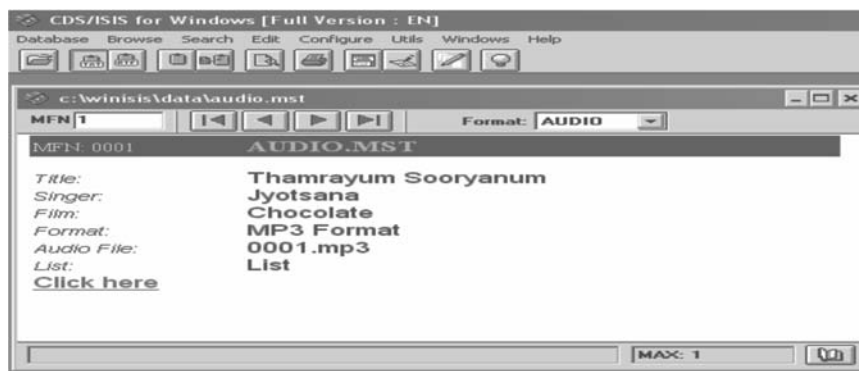 CDS/ISIS for Windows [Full Version : EN]
Database Browse Search Edit Configure Utils Windows Help
c:\winisis\data\audio.mst
MFN 1 Format: AUDIO
MFN: 0001 AUDIO.MST
Title: Thamrayum Sooryanum
Singer: Jyotsana
Film: Chocolate
Format: MP3 Format
Audio File: 0001.mp3
List: List
Click here
MAX: 1